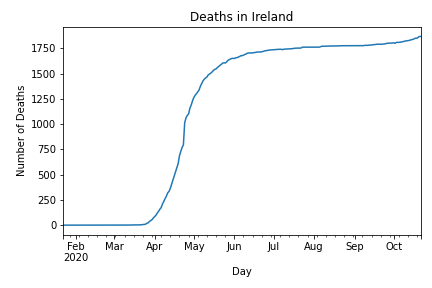 Deaths in Ireland
Number of Deaths
1750
1500
1250
1000
750
500
250
0
Feb Mar Apr May Jun Jul Aug Sep Oct
2020
Day